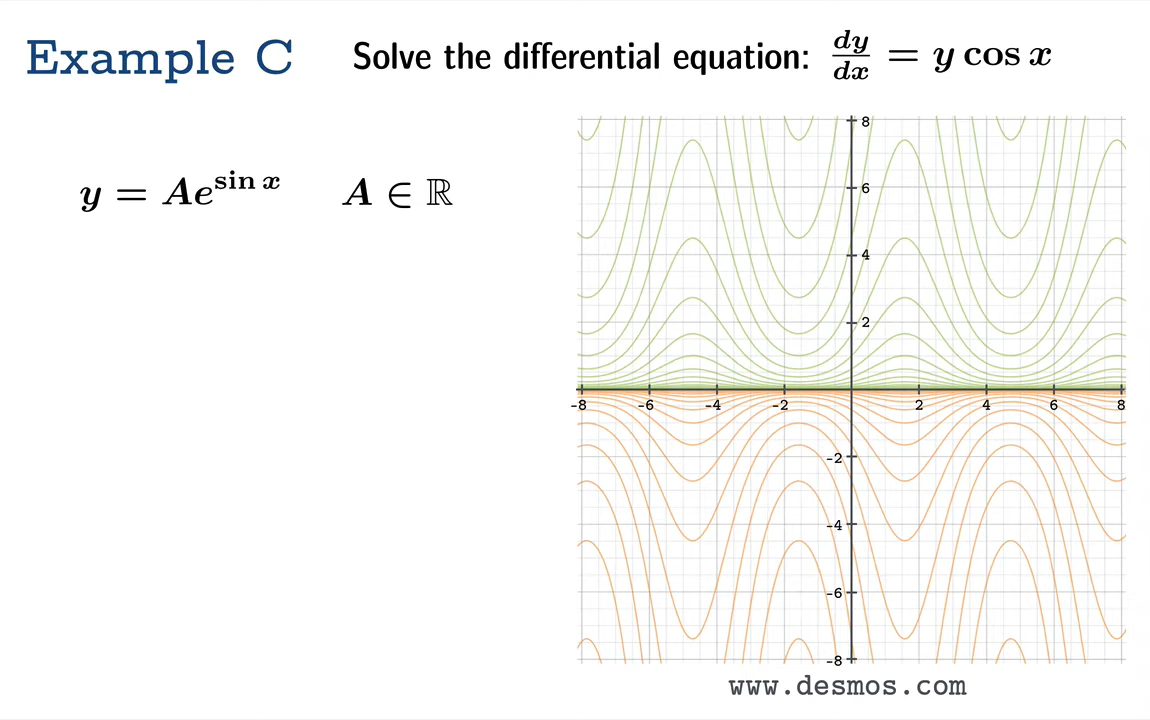 Example C
Solve the differential equation: dy/dx = y cos x
y = Ae^{sin x} A ∈ ℝ
8
6
4
2
-8 -6 -4 -2 2 4 6 8
-2
-4
-6
-8
www.desmos.com